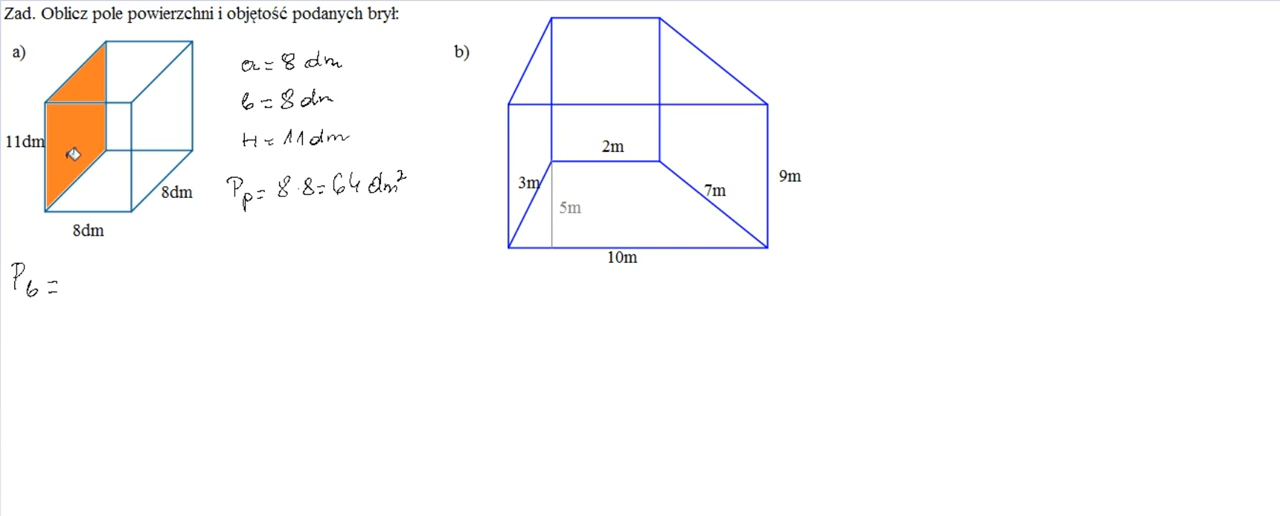 Zad. Oblicz pole powierzchni i objętość podanych brył:
a)
11dm
8dm
8dm
a = 8 dm
b = 8 dm
H = 11 dm
Pp = 8·8 = 64 dm²
Pb =
b)
2m
3m
7m
9m
5m
10m